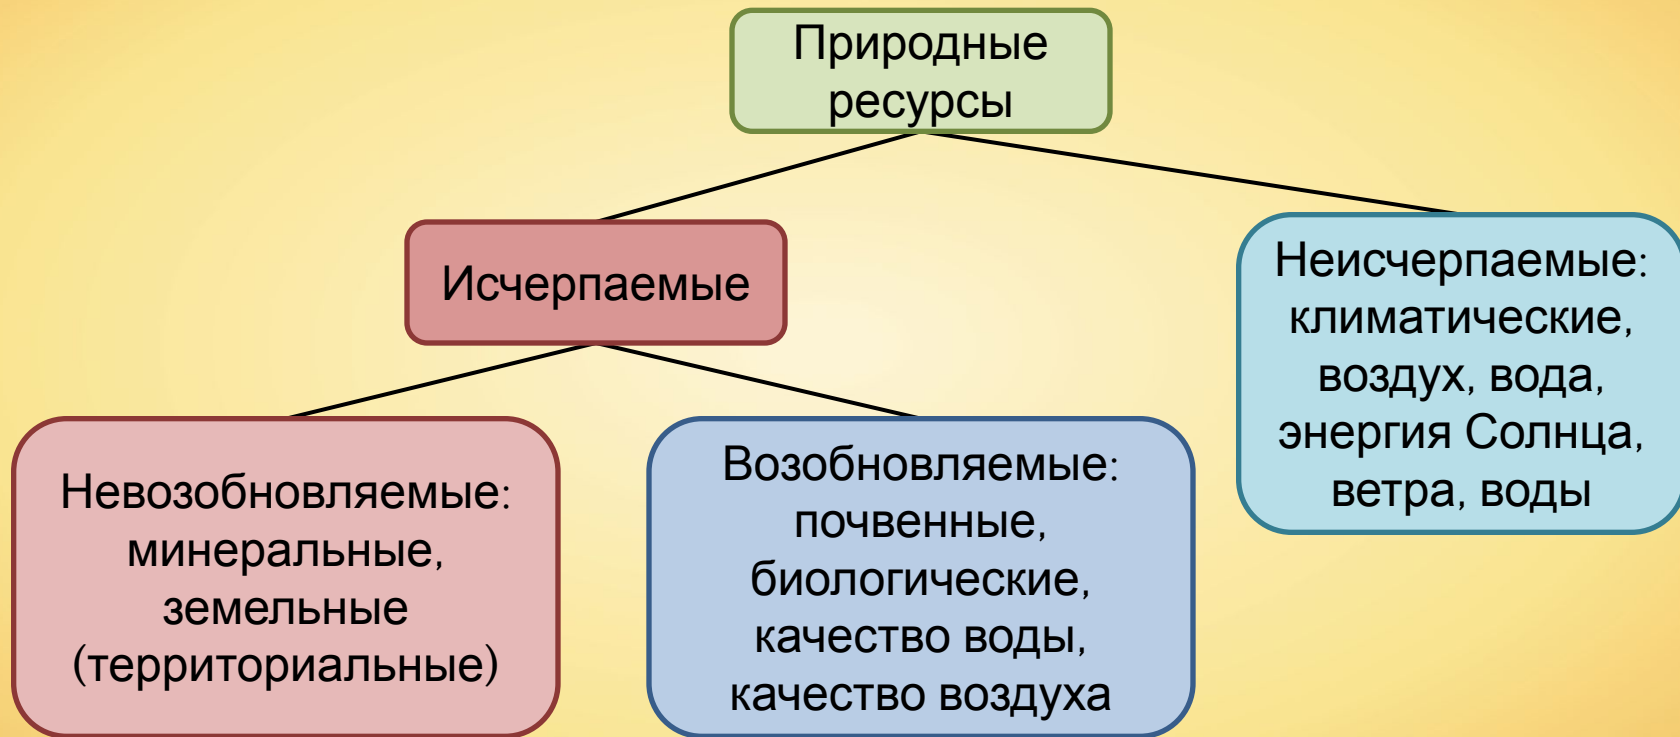 Природные
ресурсы
Исчерпаемые
Неисчерпаемые:
климатические,
воздух, вода,
энергия Солнца,
ветра, воды
Невозобновляемые:
минеральные,
земельные
(территориальные)
Возобновляемые:
почвенные,
биологические,
качество воды,
качество воздуха